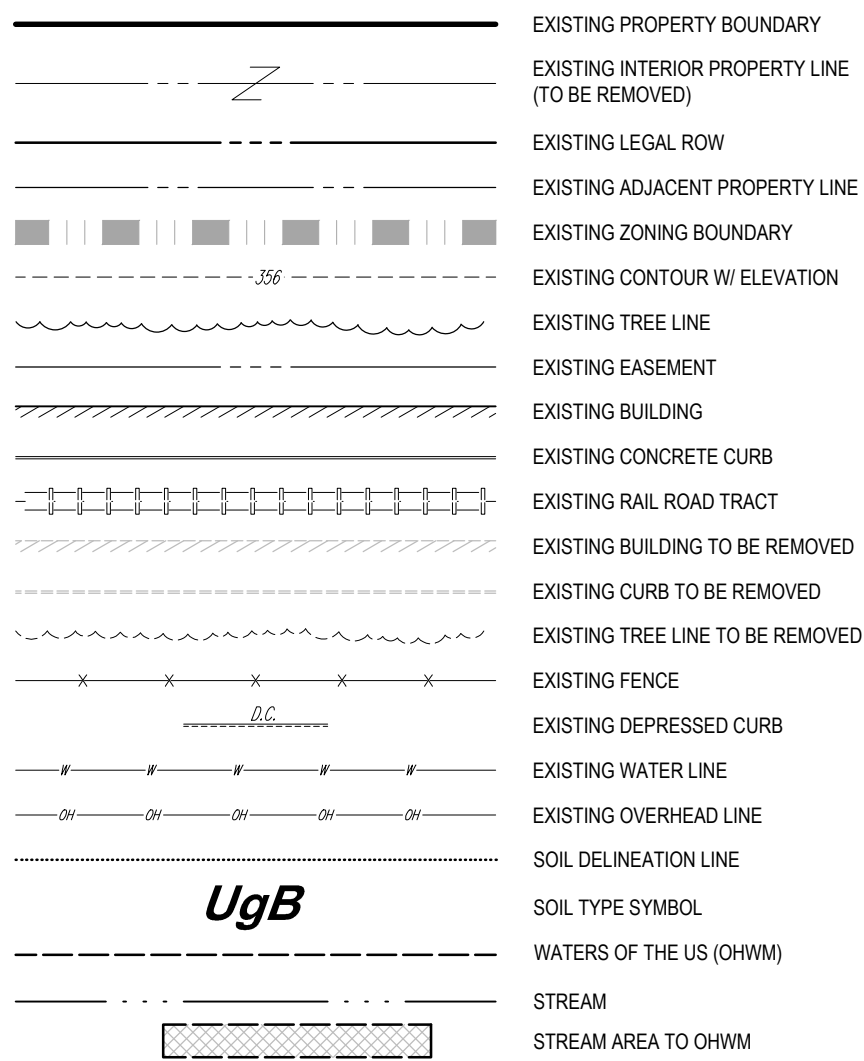 EXISTING PROPERTY BOUNDARY
EXISTING INTERIOR PROPERTY LINE
(TO BE REMOVED)
EXISTING LEGAL ROW
EXISTING ADJACENT PROPERTY LINE
EXISTING ZONING BOUNDARY
356 EXISTING CONTOUR W/ ELEVATION
EXISTING TREE LINE
EXISTING EASEMENT
EXISTING BUILDING
EXISTING CONCRETE CURB
EXISTING RAIL ROAD TRACT
EXISTING BUILDING TO BE REMOVED
EXISTING CURB TO BE REMOVED
EXISTING TREE LINE TO BE REMOVED
X X X X X EXISTING FENCE
D.C. EXISTING DEPRESSED CURB
W W W W W EXISTING WATER LINE
OH OH OH OH OH EXISTING OVERHEAD LINE
SOIL DELINEATION LINE
UgB SOIL TYPE SYMBOL
WATERS OF THE US (OHWM)
STREAM
STREAM AREA TO OHWM